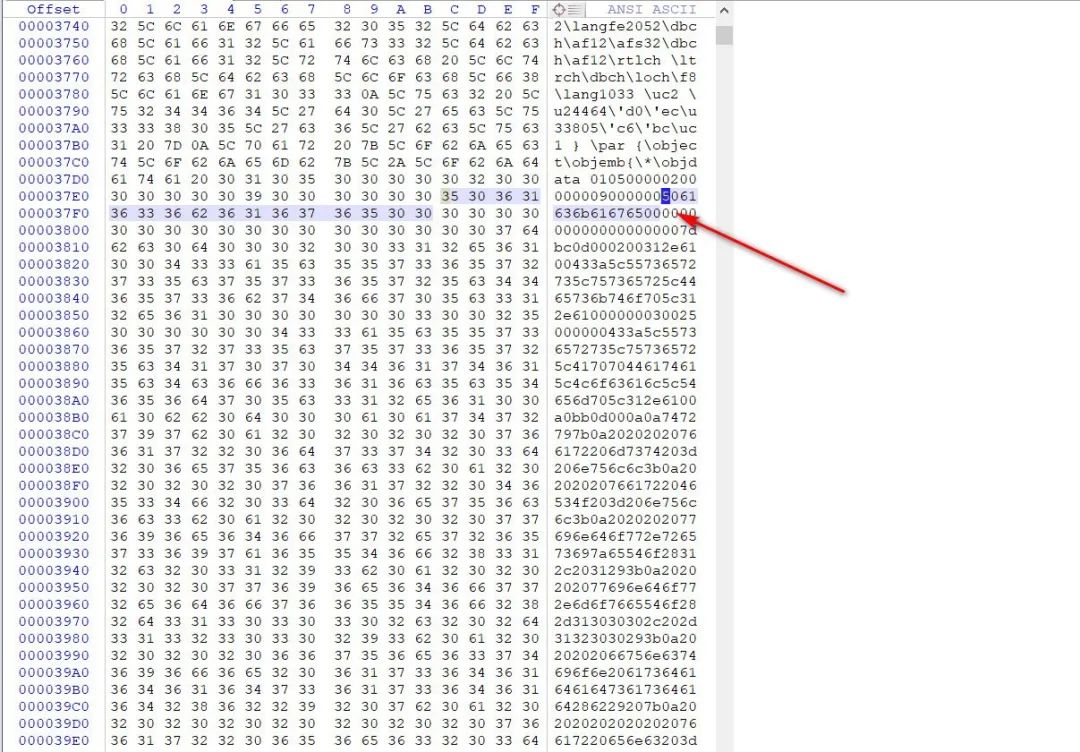 Offset 0 1 2 3 4 5 6 7 8 9 A B C D E F ANSI ASCII
00003740 32 5C 6C 61 6E 67 66 65 32 30 35 32 5C 64 62 63 2\langfe2052\dbc
00003750 68 5C 61 66 31 32 5C 61 66 73 33 32 5C 64 62 63 h\af12\afs32\dbc
00003760 68 5C 61 66 31 32 5C 72 74 6C 63 68 20 5C 6C 74 h\af12\rtlch \lt
00003770 72 63 68 5C 64 62 63 68 5C 6C 6F 63 68 5C 66 38 rch\dbch\loch\f8
00003780 5C 6C 61 6E 67 31 30 33 33 0A 5C 75 63 32 20 5C \lang1033 \uc2 \
00003790 75 32 34 34 36 34 5C 27 64 30 5C 27 65 63 5C 75 u24464\'d0\'ec\u
000037A0 33 33 38 30 35 5C 27 63 36 5C 27 62 63 5C 75 63 33805\'c6\'bc\uc
000037B0 31 20 7D 0A 5C 70 61 72 20 7B 5C 6F 62 6A 65 63 1 } \par {\objec
000037C0 74 5C 6F 62 6A 65 6D 62 7B 5C 2A 5C 6F 62 6A 64 t\objemb{\*\objd
000037D0 61 74 61 20 30 31 30 35 30 30 30 30 30 32 30 30 ata 010500000200
000037E0 30 30 30 30 30 39 30 30 30 30 30 30 35 30 36 31 0000090000005061
000037F0 36 33 36 62 36 31 36 37 36 35 30 30 30 30 30 30 636b616765000000
00003800 30 30 30 30 30 30 30 30 30 30 30 30 30 30 37 64 000000000000007d
00003810 62 63 30 64 30 30 30 32 30 30 33 31 32 65 36 31 bc0d000200312e61
00003820 30 30 34 33 33 61 35 63 35 35 37 33 36 35 37 32 00433a5c55736572
00003830 37 33 35 63 37 35 37 33 36 35 37 32 35 63 34 34 735c757365725c44
00003840 36 35 37 33 36 62 37 34 36 66 37 30 35 63 33 31 65736b746f705c31
00003850 32 65 36 31 30 30 30 30 30 30 30 33 30 30 32 35 2e61000000030025
00003860 30 30 30 30 30 30 34 33 33 61 35 63 35 35 37 33 000000433a5c5573
00003870 36 35 37 32 37 33 35 63 37 35 37 33 36 35 37 32 6572735c75736572
00003880 35 63 34 31 37 30 37 30 34 34 36 31 37 34 36 31 5c41707044617461
00003890 35 63 34 63 36 66 36 33 36 31 36 63 35 63 35 34 5c4c6f63616c5c54
000038A0 36 35 36 64 37 30 35 63 33 31 32 65 36 31 30 30 656d705c312e6100
000038B0 61 30 62 62 30 64 30 30 30 61 30 61 37 34 37 32 a0bb0d000a0a7472
000038C0 37 39 37 62 30 61 32 30 32 30 32 30 32 30 37 36 797b0a2020202076
000038D0 36 31 37 32 32 30 36 64 37 33 37 34 32 30 33 64 6172206d7374203d
000038E0 32 30 36 65 37 35 36 63 36 63 33 62 30 61 32 30 206e756c6c3b0a20
000038F0 32 30 32 30 32 30 37 36 36 31 37 32 32 30 34 36 2020207661722046
00003900 35 33 34 66 32 30 33 64 32 30 36 65 37 35 36 63 534f203d206e756c
00003910 36 63 33 62 30 61 32 30 32 30 32 30 32 30 37 37 6c3b0a2020202077
00003920 36 39 36 65 36 34 36 66 37 37 32 65 37 32 36 35 696e646f772e7265
00003930 37 33 36 39 37 61 36 35 35 34 36 66 32 38 33 31 73697a65546f2831
00003940 32 63 32 30 33 31 32 39 33 62 30 61 32 30 32 30 2c2031293b0a2020
00003950 32 30 32 30 37 37 36 39 36 65 36 34 36 66 37 37 202077696e646f77
00003960 32 65 36 64 36 66 37 36 36 35 35 34 36 66 32 38 2e6d6f7665546f28
00003970 32 64 33 31 33 30 33 30 33 30 32 63 32 30 32 64 2d313030302c202d
00003980 33 31 33 32 33 30 33 30 32 39 33 62 30 61 32 30 31323030293b0a20
00003990 32 30 32 30 32 30 36 36 37 35 36 65 36 33 37 34 20202066756e6374
000039A0 36 39 36 66 36 65 32 30 36 31 37 33 36 34 36 31 696f6e2061736461
000039B0 36 34 36 31 36 34 37 33 36 31 37 33 36 34 36 31 6461647361736461
000039C0 36 34 32 38 36 32 32 39 32 30 37 62 30 61 32 30 64286229207b0a20
000039D0 32 30 32 30 32 30 32 30 32 30 32 30 32 30 37 36 2020202020202076
000039E0 36 31 37 32 32 30 36 35 36 65 36 33 32 30 33 64 617220656e63203d